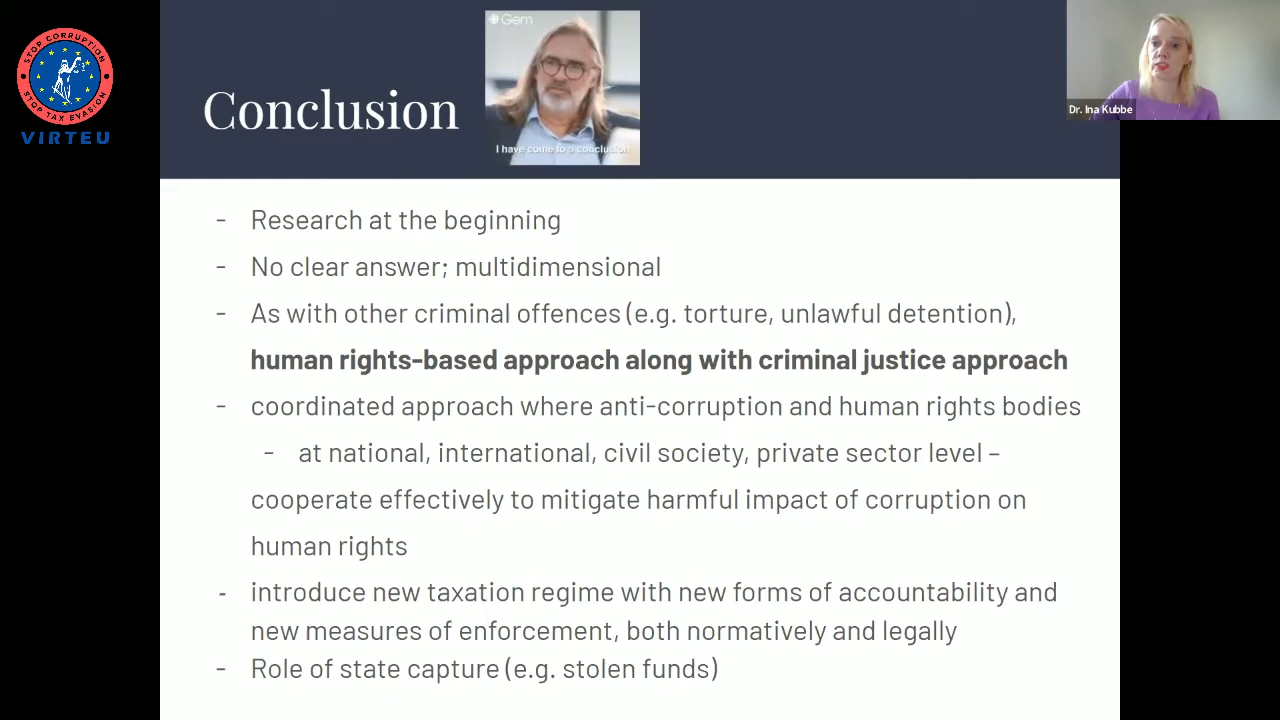 STOP CORRUPTION
STOP TAX EVASION
VIRTEU
Conclusion
Gem
I have come to a conclusion
Dr. Ina Kubbe
- Research at the beginning
- No clear answer; multidimensional
- As with other criminal offences (e.g. torture, unlawful detention),
human rights-based approach along with criminal justice approach
- coordinated approach where anti-corruption and human rights bodies
- at national, international, civil society, private sector level –
cooperate effectively to mitigate harmful impact of corruption on
human rights
- introduce new taxation regime with new forms of accountability and
new measures of enforcement, both normatively and legally
- Role of state capture (e.g. stolen funds)